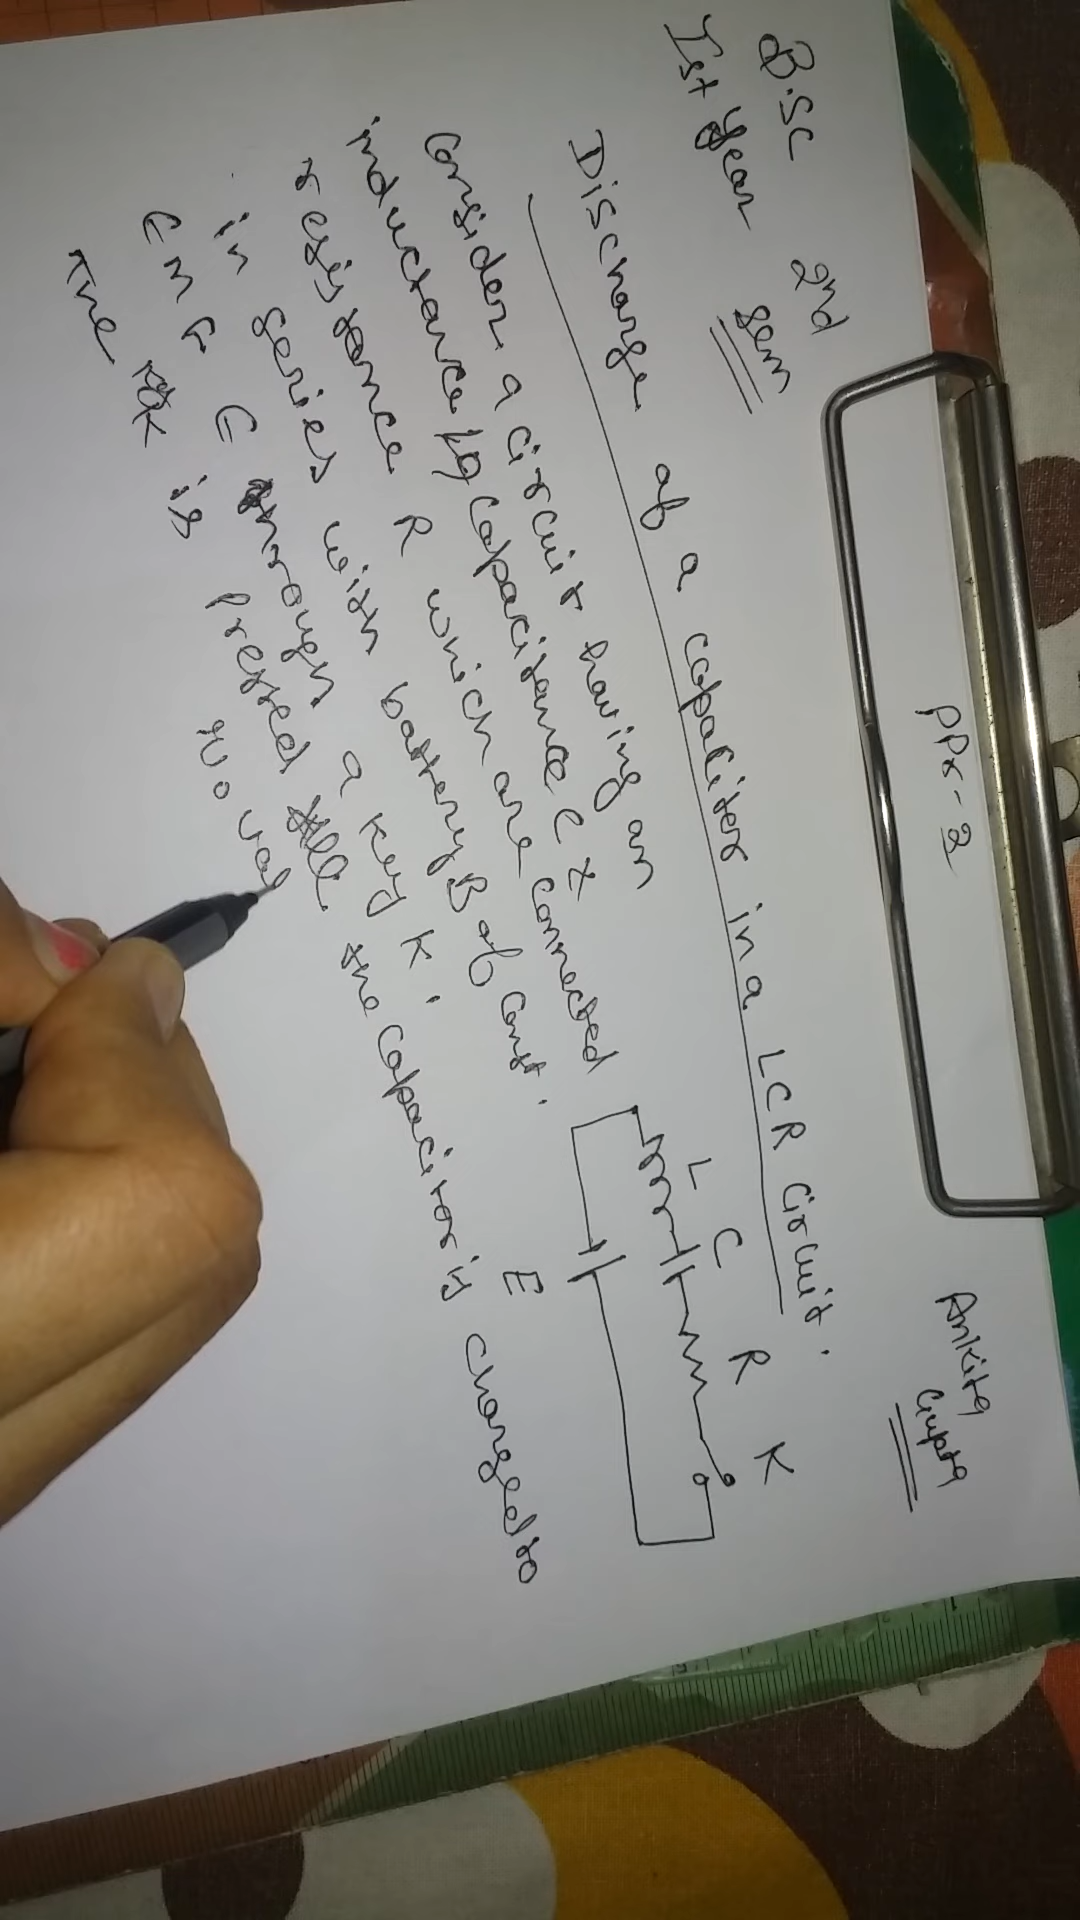 PPR-2
Ankita
Gupta
B.Sc 2nd
Ist year sem
Discharge of a capacitor in a LCR Circuit.
Consider a circuit having an
inductance L, capacitance C &
resistance R which are connected
in series with battery B of const.
EMF E through a key K.
The is pressed the capacitor is charged to
L C R K
E